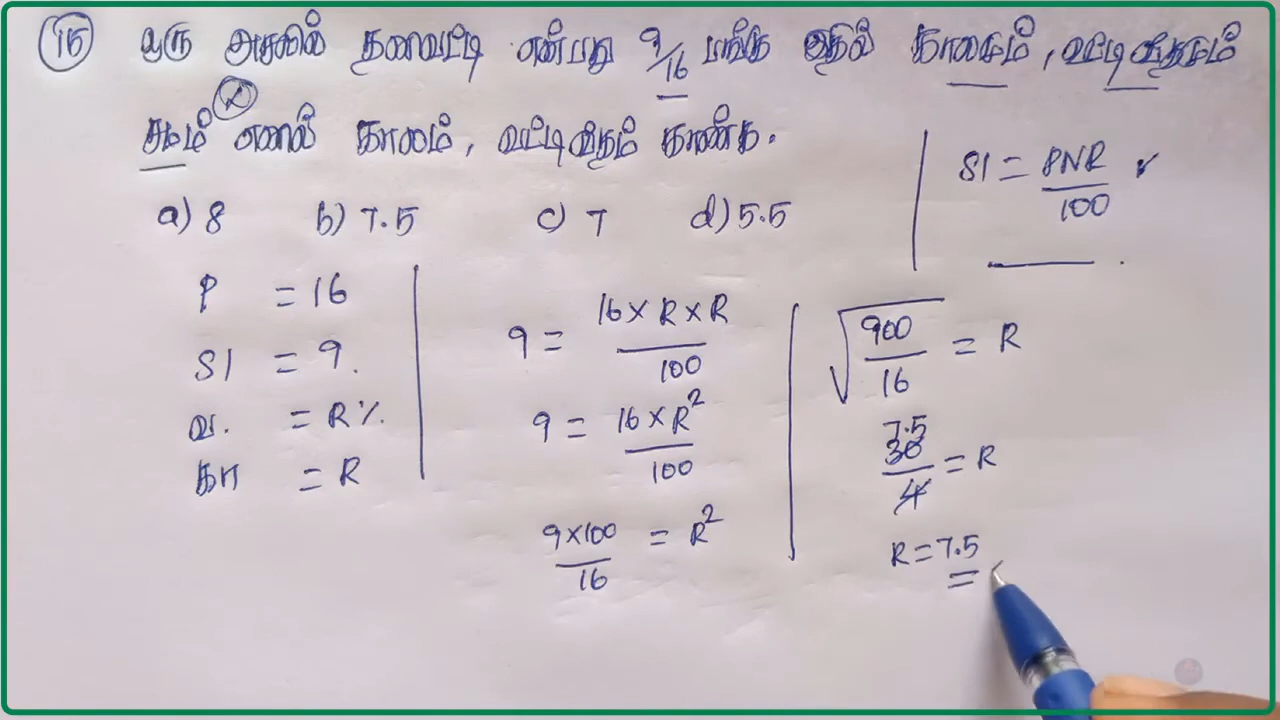 15 ஒரு அசலில் தனிவட்டி என்பது 9/16 பங்கு இதில் காலமும், வட்டிவீதமும்
சமம் எனில் காலம், வட்டிவீதம் காண்க.
a) 8 b) 7.5 c) 7 d) 5.5
SI = PNR/100 ✓
P = 16
SI = 9.
வ. = R%.
கா = R
9 = 16 × R × R / 100
9 = 16 × R² / 100
9×100/16 = R²
√900/16 = R
7.5
30/4 = R
R = 7.5